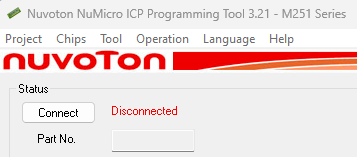 Nuvoton NuMicro ICP Programming Tool 3.21 - M251 Series
Project Chips Tool Operation Language Help
nuvoTon
Status
Connect Disconnected
Part No.